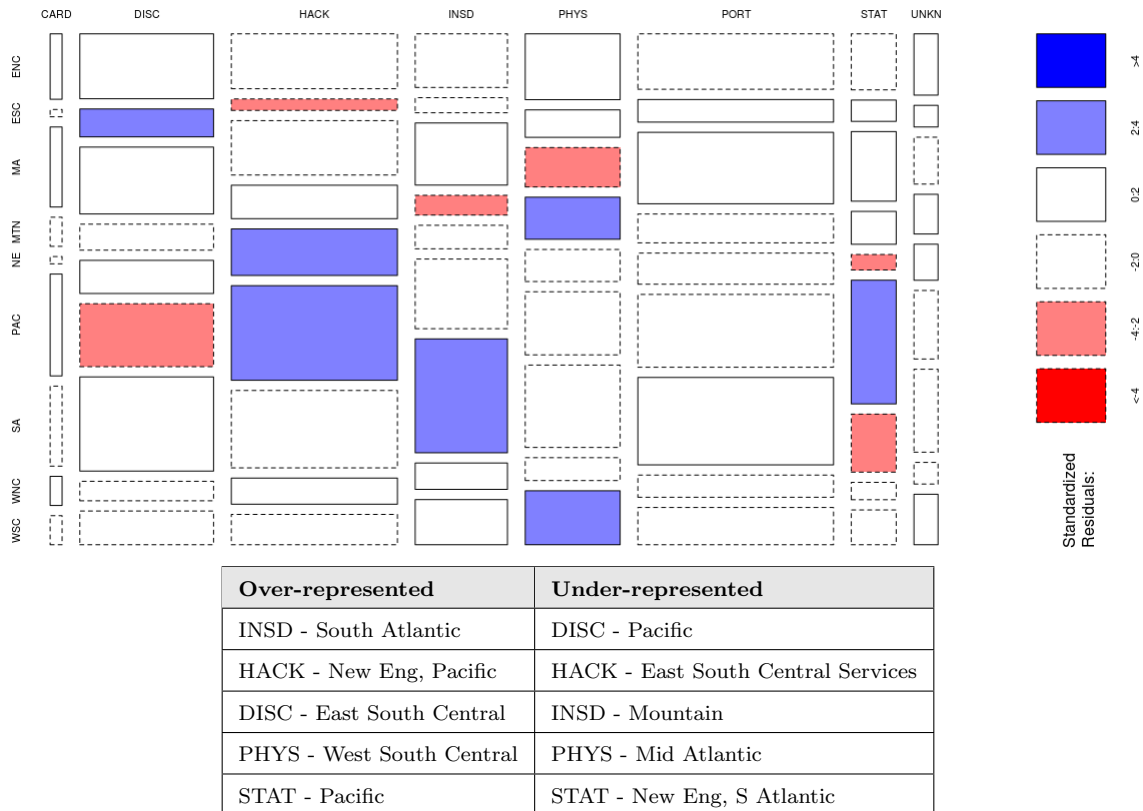 CARD DISC HACK INSD PHYS PORT STAT UNKN
ENC
ESC
MA
MTN
NE
PAC
SA
WNC
WSC
>4
2:4
0:2
-2:0
-4:-2
<-4
Standardized
Residuals:
Over-represented Under-represented
INSD - South Atlantic DISC - Pacific
HACK - New Eng, Pacific HACK - East South Central Services
DISC - East South Central INSD - Mountain
PHYS - West South Central PHYS - Mid Atlantic
STAT - Pacific STAT - New Eng, S Atlantic